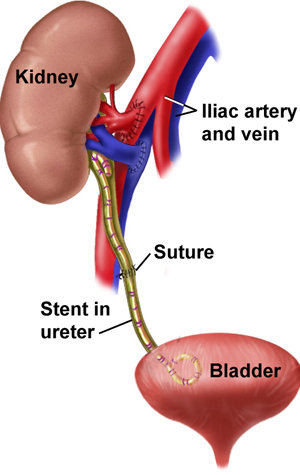 Kidney
Iliac artery
and vein
Suture
Stent in
ureter
Bladder